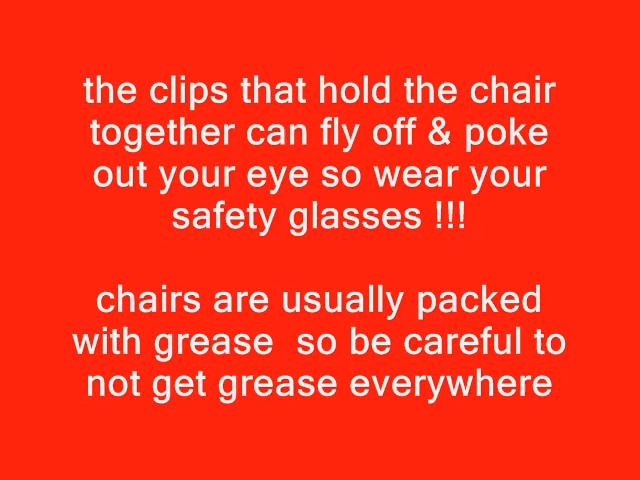 the clips that hold the chair
together can fly off & poke
out your eye so wear your
safety glasses !!!
chairs are usually packed
with grease  so be careful to
not get grease everywhere